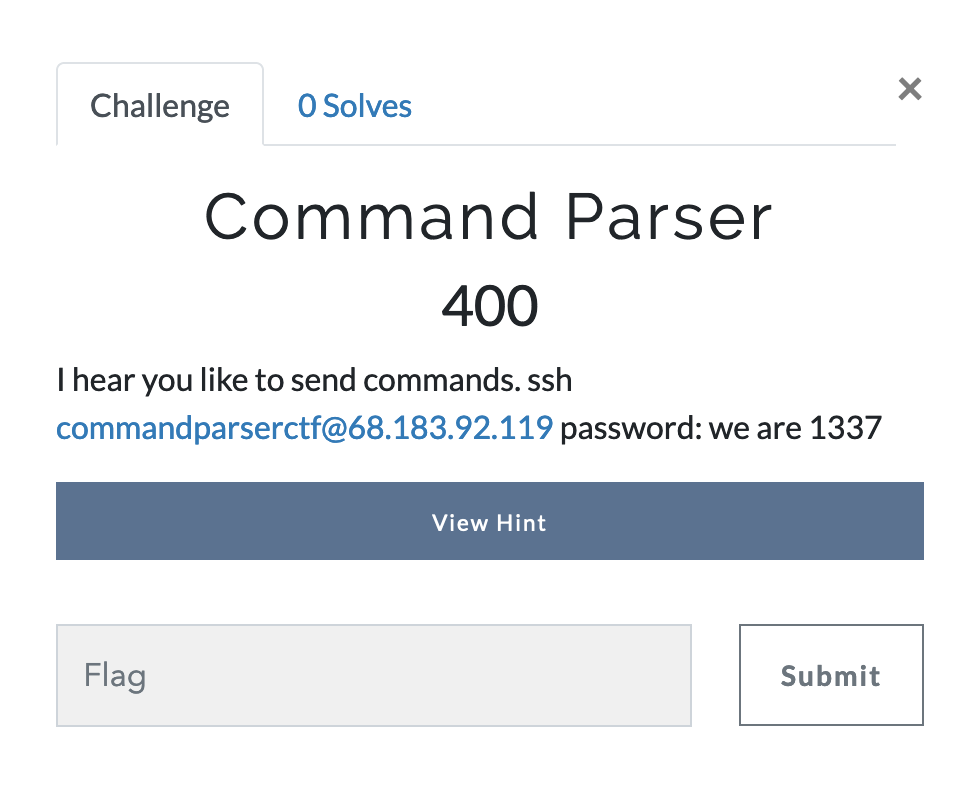 Challenge
0 Solves
×
Command Parser
400
I hear you like to send commands. ssh
commandparserctf@68.183.92.119 password: we are 1337
View Hint
Flag
Submit